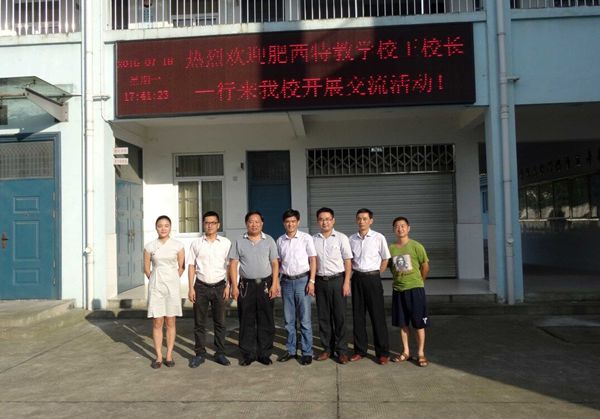 2016-07-18
星期一
17:41:23
热烈欢迎肥西特教学校王校长
一行来我校开展交流活动!